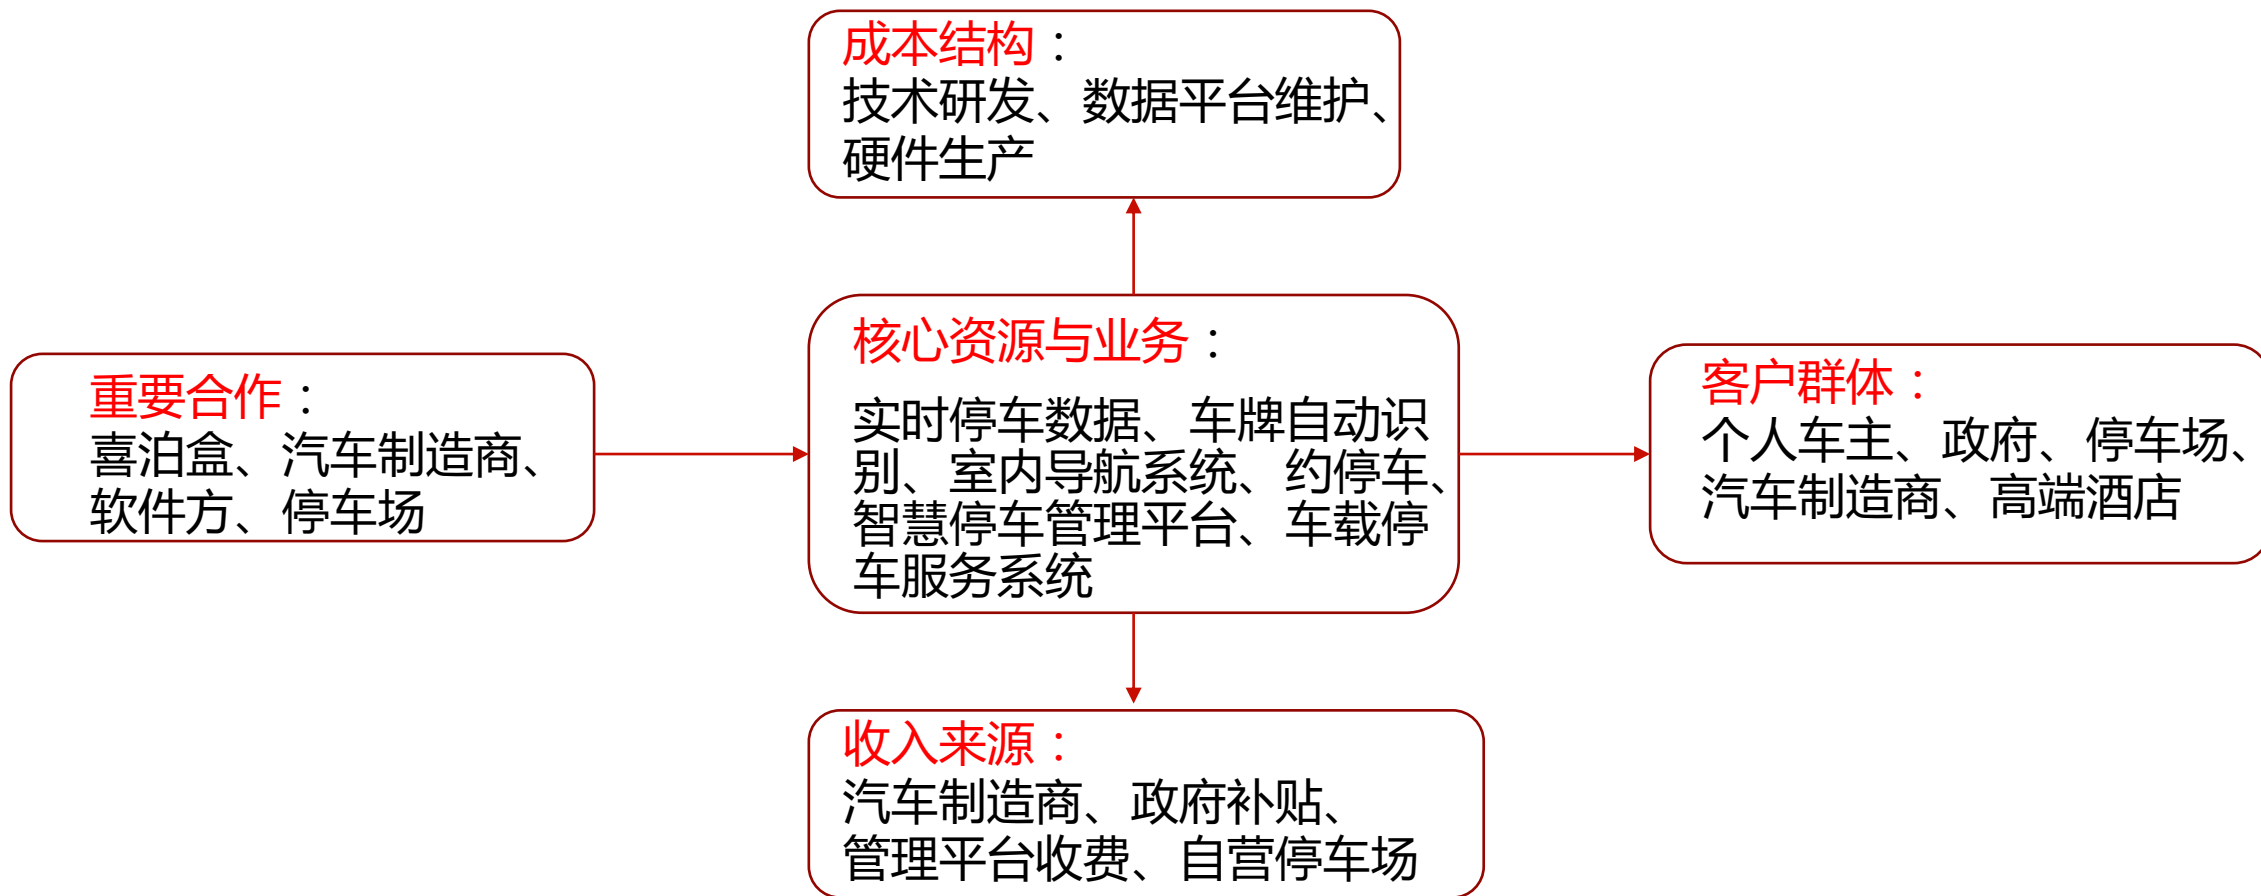 成本结构：
技术研发、数据平台维护、
硬件生产
重要合作：
喜泊盒、汽车制造商、
软件方、停车场
核心资源与业务：
实时停车数据、车牌自动识
别、室内导航系统、约停车、
智慧停车管理平台、车载停
车服务系统
客户群体：
个人车主、政府、停车场、
汽车制造商、高端酒店
收入来源：
汽车制造商、政府补贴、
管理平台收费、自营停车场